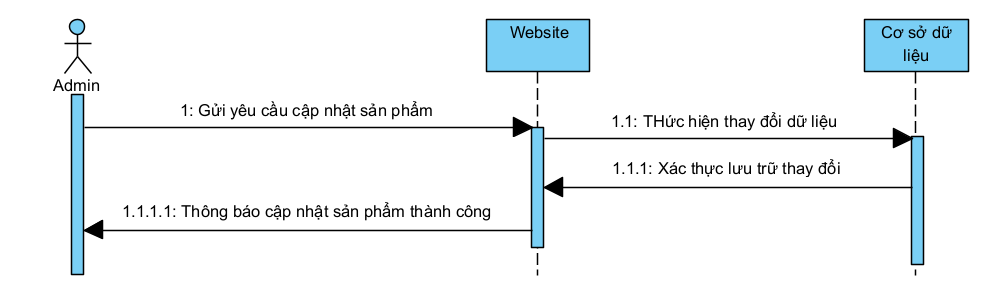 Website
Cơ sở dữ
liệu
Admin
1: Gửi yêu cầu cập nhật sản phẩm
1.1: THức hiện thay đổi dữ liệu
1.1.1: Xác thực lưu trữ thay đổi
1.1.1.1: Thông báo cập nhật sản phẩm thành công